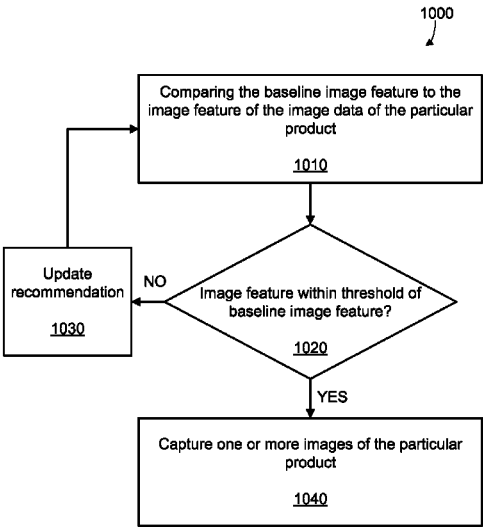 1000
Comparing the baseline image feature to the
image feature of the image data of the particular
product
1010
Image feature within threshold of
baseline image feature?
1020
NO
Update
recommendation
1030
YES
Capture one or more images of the particular
product
1040